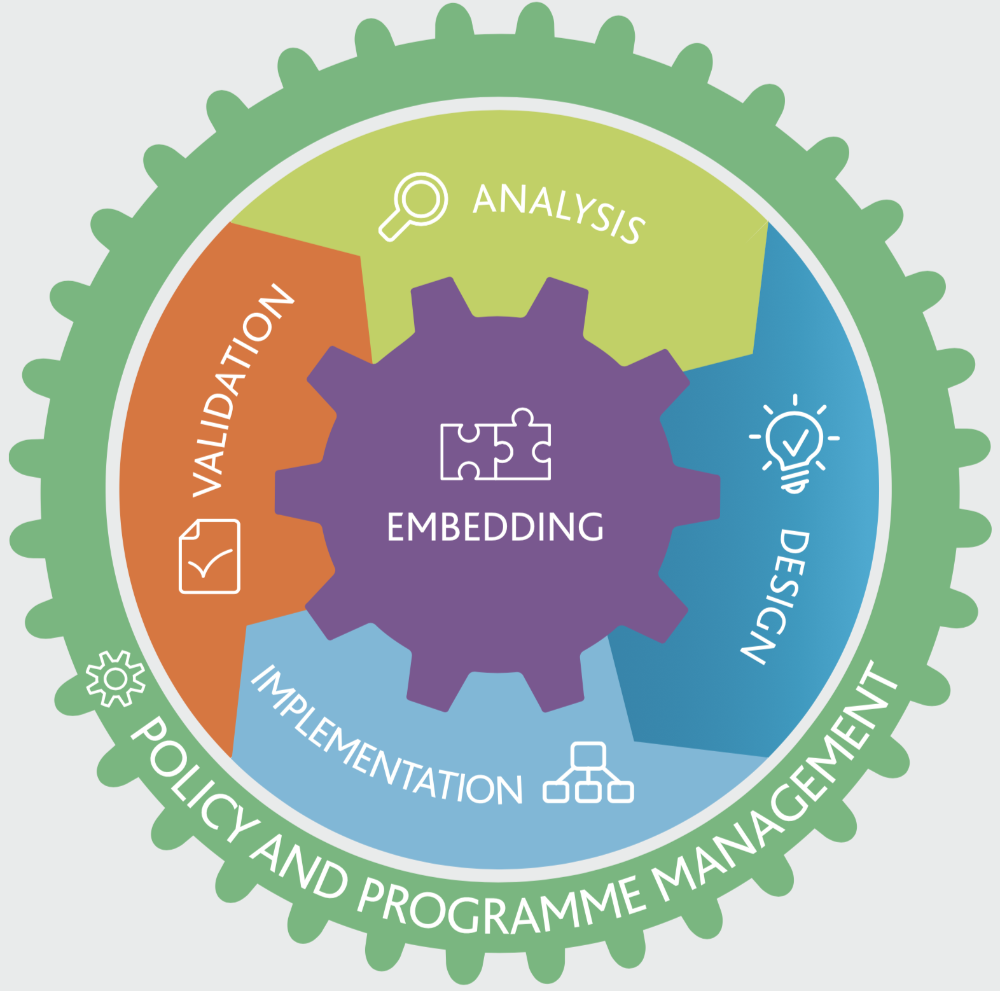 ANALYSIS
DESIGN
IMPLEMENTATION
VALIDATION
EMBEDDING
POLICY AND PROGRAMME MANAGEMENT